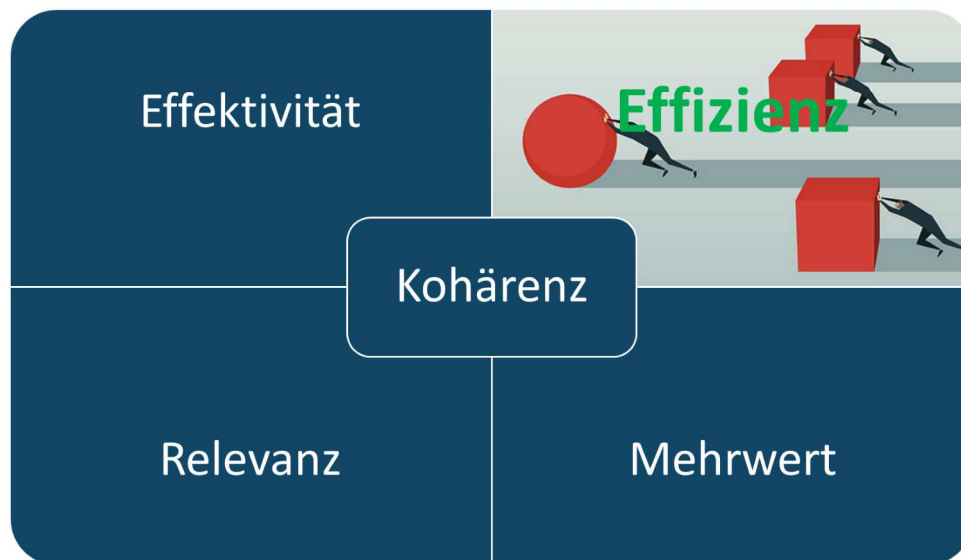 Effektivität
Effizienz
Kohärenz
Relevanz
Mehrwert